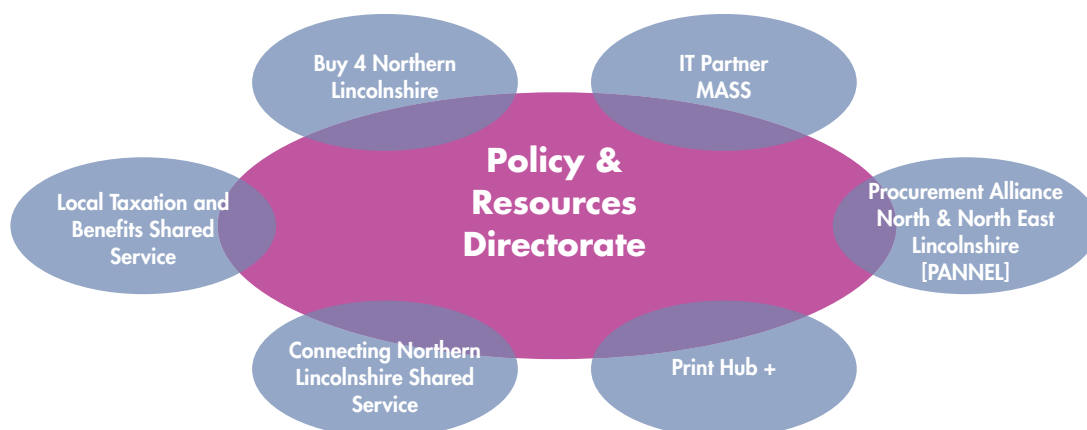 Buy 4 Northern
Lincolnshire
IT Partner
MASS
Policy &
Resources
Directorate
Local Taxation and
Benefits Shared
Service
Procurement Alliance
North & North East
Lincolnshire
[PANNEL]
Connecting Northern
Lincolnshire Shared
Service
Print Hub +